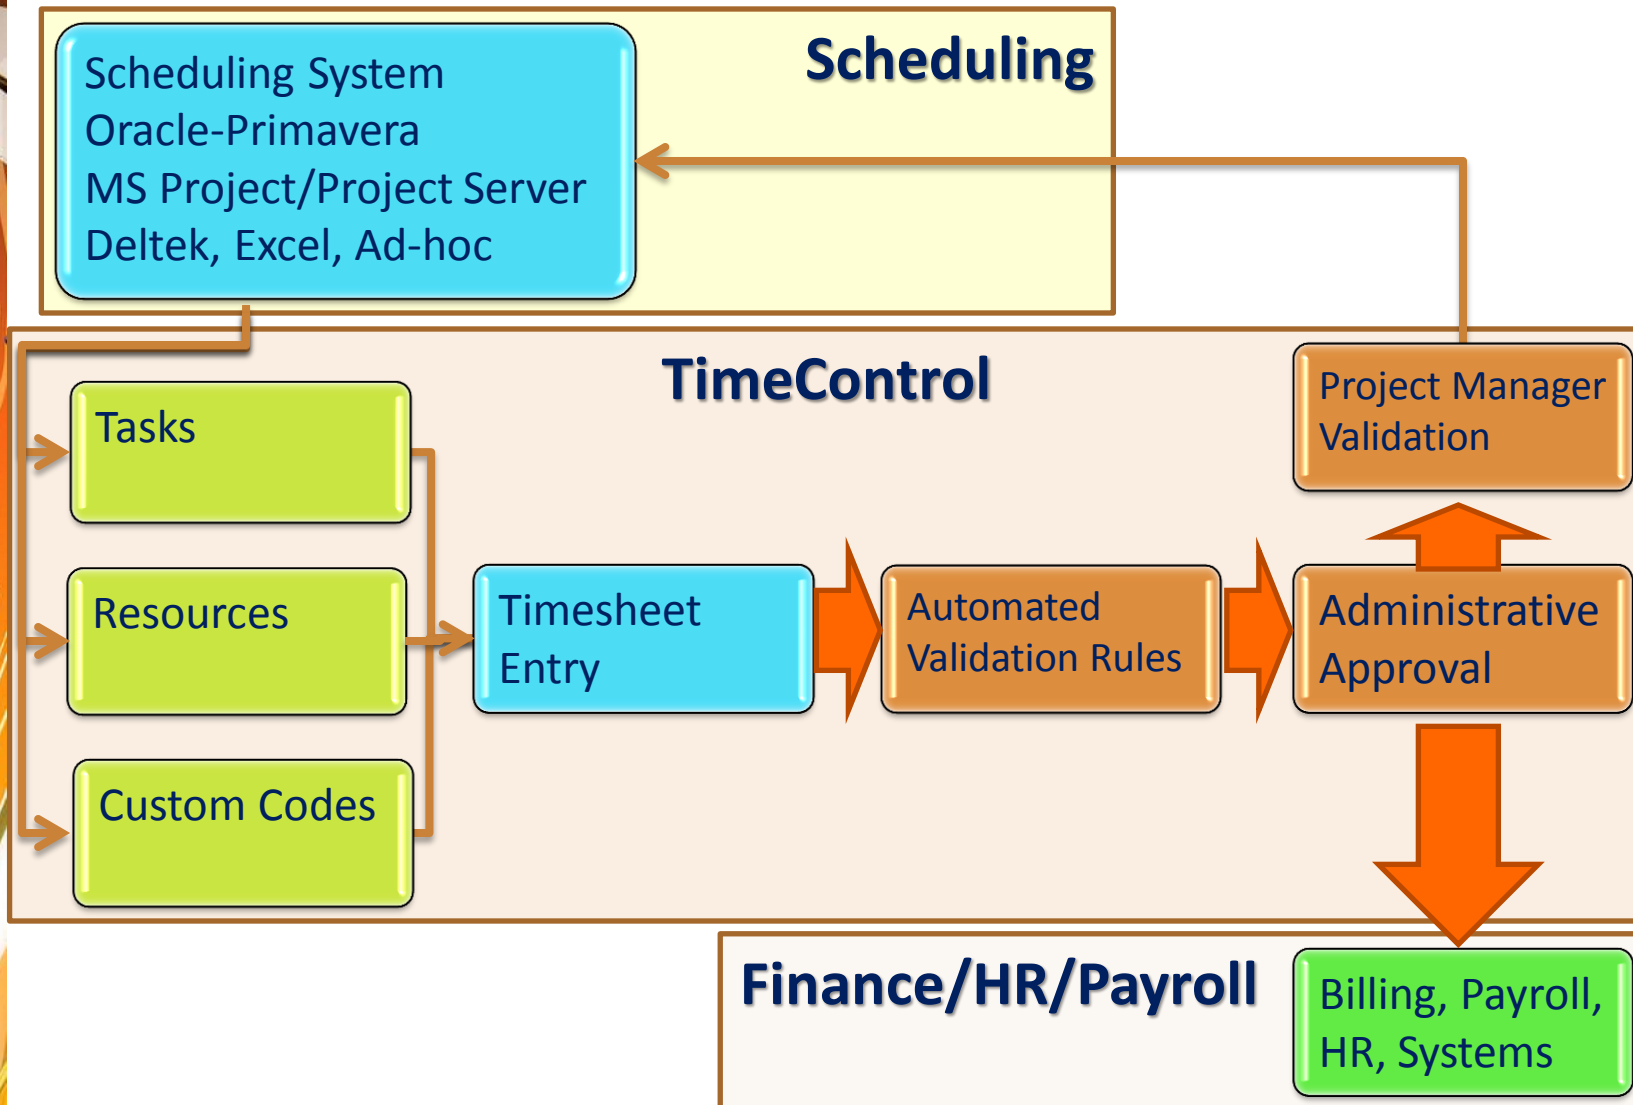 Scheduling System
Oracle-Primavera
MS Project/Project Server
Deltek, Excel, Ad-hoc
Scheduling
TimeControl
Project Manager
Validation
Tasks
Resources
Custom Codes
Timesheet
Entry
Automated
Validation Rules
Administrative
Approval
Finance/HR/Payroll
Billing, Payroll,
HR, Systems